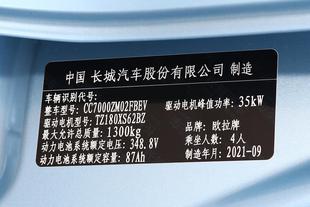 中国 长城汽车股份有限公司 制造
车辆识别代号:
型号: CC7000ZM02FBEV 驱动电机峰值功率: 35kW
驱动电机型号: TZ180XS62BZ
最大允许总质量: 1300kg 品牌: 欧拉牌
动力电池系统额定电压: 348.8V 乘坐人数: 4人
动力电池系统容量: 87Ah 制造年月: 2021-09